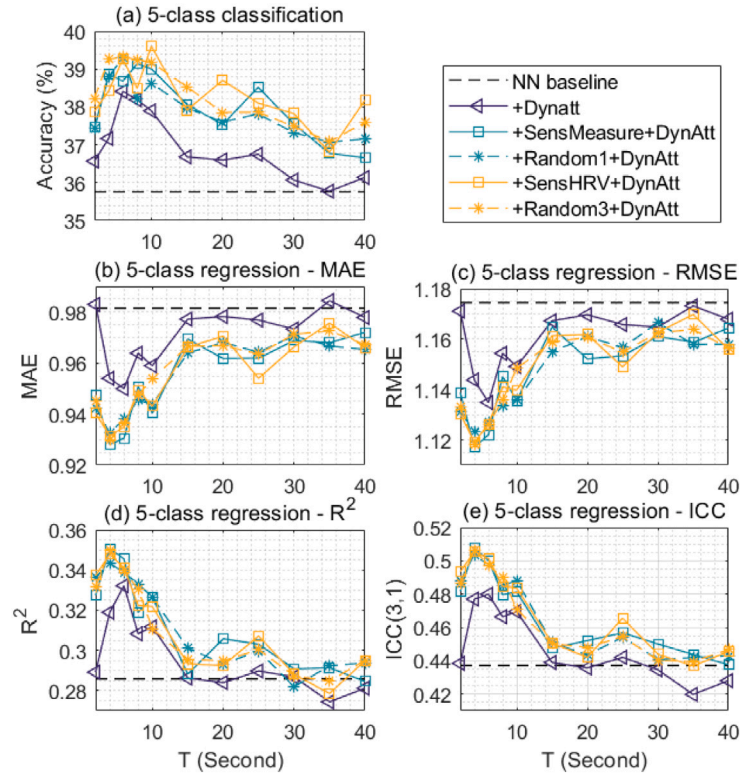 (a) 5-class classification
40
39
38
37
36
35
Accuracy (%)
10 20 30 40
NN baseline
+Dynatt
+SensMeasure+DynAtt
+Random1+DynAtt
+SensHRV+DynAtt
+Random3+DynAtt
(b) 5-class regression - MAE
0.98
0.96
0.94
0.92
MAE
10 20 30 40
(c) 5-class regression - RMSE
1.18
1.16
1.14
1.12
RMSE
10 20 30 40
(d) 5-class regression - R²
0.36
0.34
0.32
0.3
0.28
R²
10 20 30 40
T (Second)
(e) 5-class regression - ICC
0.52
0.5
0.48
0.46
0.44
0.42
ICC(3,1)
10 20 30 40
T (Second)